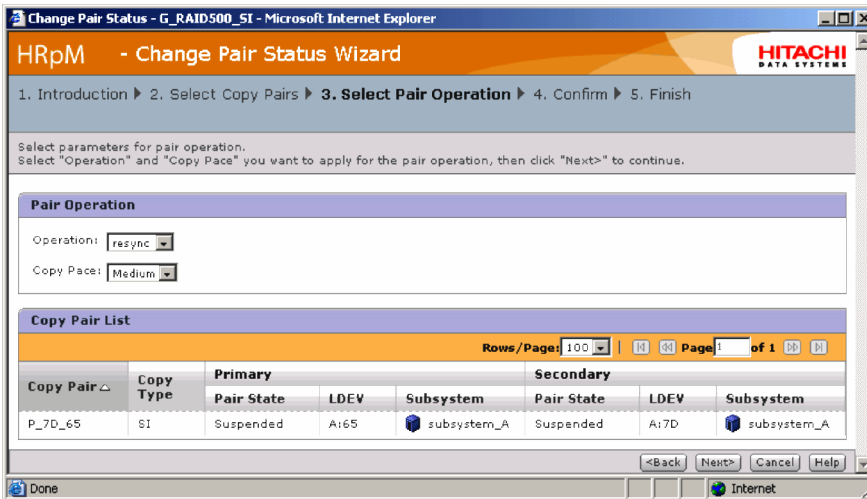 Change Pair Status - G_RAID500_SI - Microsoft Internet Explorer
HRpM - Change Pair Status Wizard
HITACHI
DATA SYSTEMS
1. Introduction 2. Select Copy Pairs 3. Select Pair Operation 4. Confirm 5. Finish
Select parameters for pair operation.
Select "Operation" and "Copy Pace" you want to apply for the pair operation, then click "Next>" to continue.
Pair Operation
Operation: resync
Copy Pace: Medium
Copy Pair List
Rows/Page: 100 | Page 1 of 1
Copy Pair Copy Type Primary Secondary
Pair State LDEV Subsystem Pair State LDEV Subsystem
P_7D_65 SI Suspended A:65 subsystem_A Suspended A:7D subsystem_A
<Back Next> Cancel Help
Done Internet